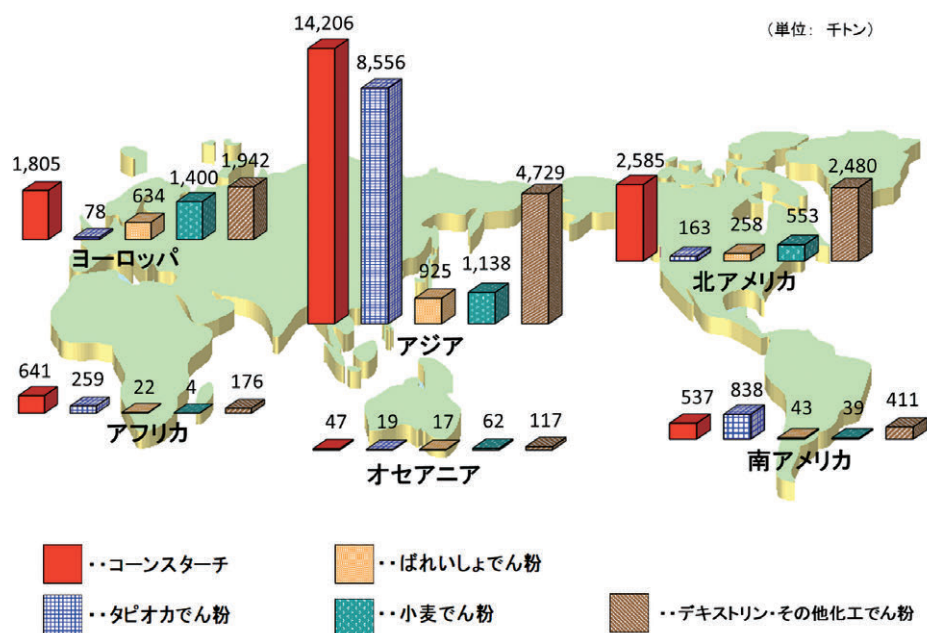 （単位： 千トン）
14,206
8,556
1,805
78
634
1,400
1,942
ヨーロッパ
925
1,138
4,729
アジア
2,585
163
258
553
2,480
北アメリカ
641
259
22
4
176
アフリカ
47
19
17
62
117
オセアニア
537
838
43
39
411
南アメリカ
・・コーンスターチ
・・ばれいしょでん粉
・・タピオカでん粉
・・小麦でん粉
・・デキストリン・その他化工でん粉